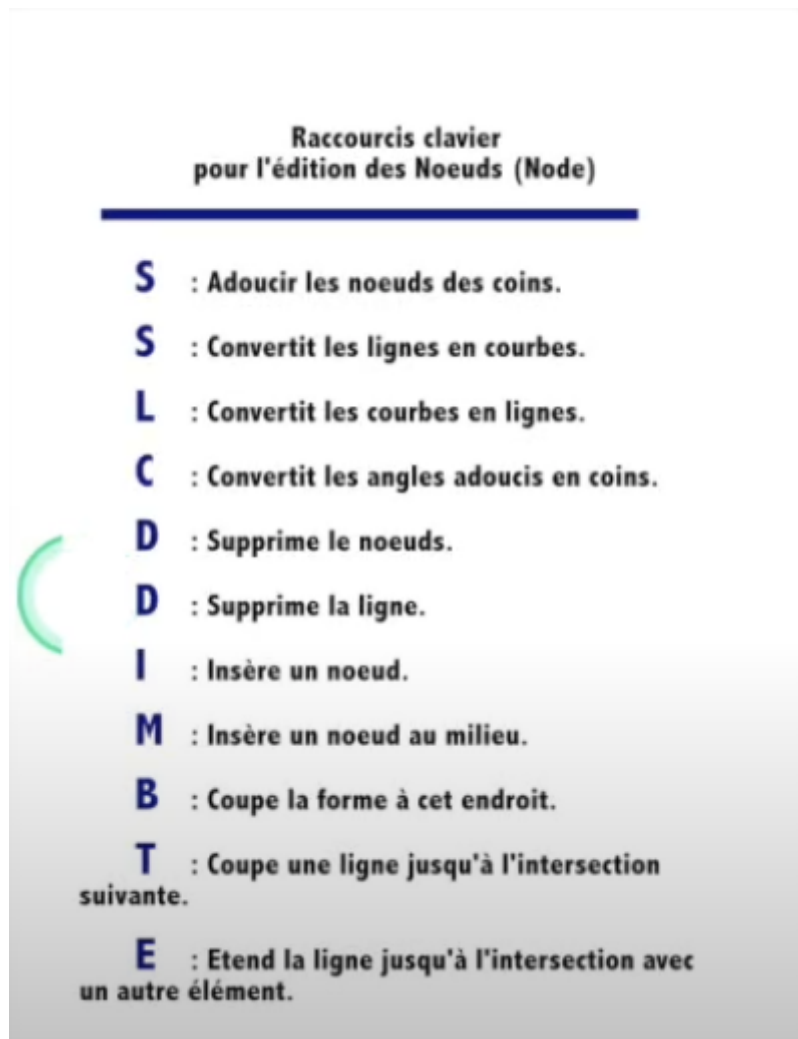 Raccourcis clavier
pour l'édition des Noeuds (Node)
S : Adoucir les noeuds des coins.
S : Convertit les lignes en courbes.
L : Convertit les courbes en lignes.
C : Convertit les angles adoucis en coins.
D : Supprime le noeuds.
D : Supprime la ligne.
I : Insère un noeud.
M : Insère un noeud au milieu.
B : Coupe la forme à cet endroit.
T : Coupe une ligne jusqu'à l'intersection
suivante.
E : Etend la ligne jusqu'à l'intersection avec
un autre élément.